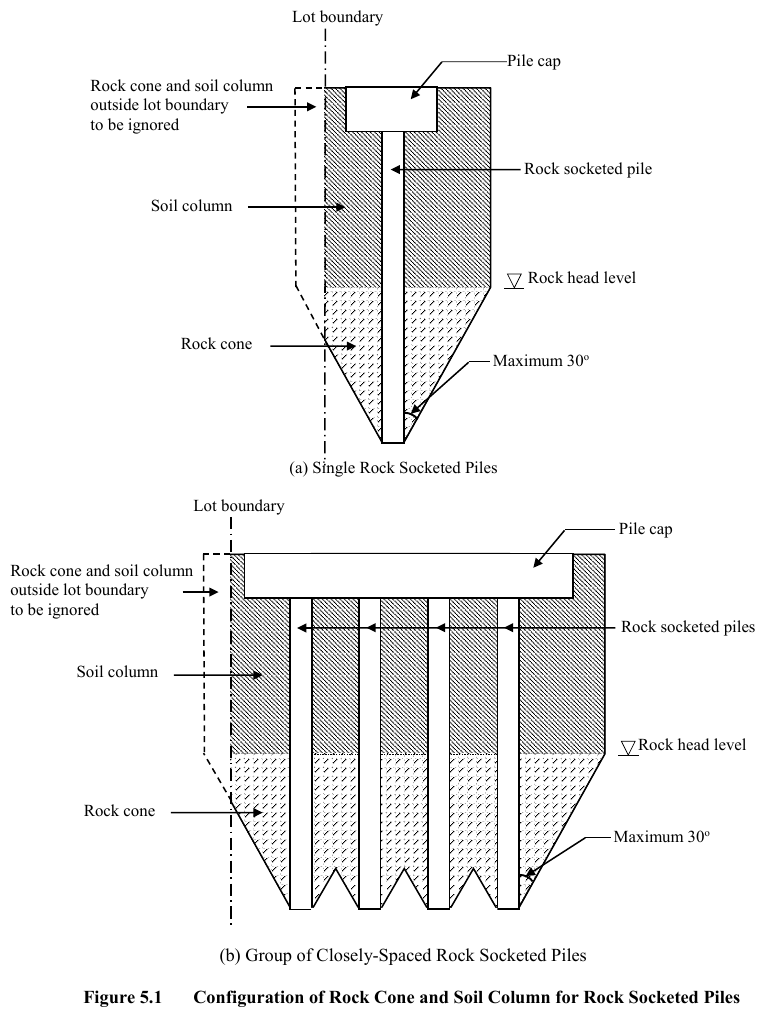 Lot boundary
Pile cap
Rock cone and soil column
outside lot boundary
to be ignored
Rock socketed pile
Soil column
Rock head level
Rock cone
Maximum 30º
(a) Single Rock Socketed Piles
Lot boundary
Pile cap
Rock cone and soil column
outside lot boundary
to be ignored
Rock socketed piles
Soil column
Rock head level
Rock cone
Maximum 30º
(b) Group of Closely-Spaced Rock Socketed Piles
Figure 5.1 Configuration of Rock Cone and Soil Column for Rock Socketed Piles